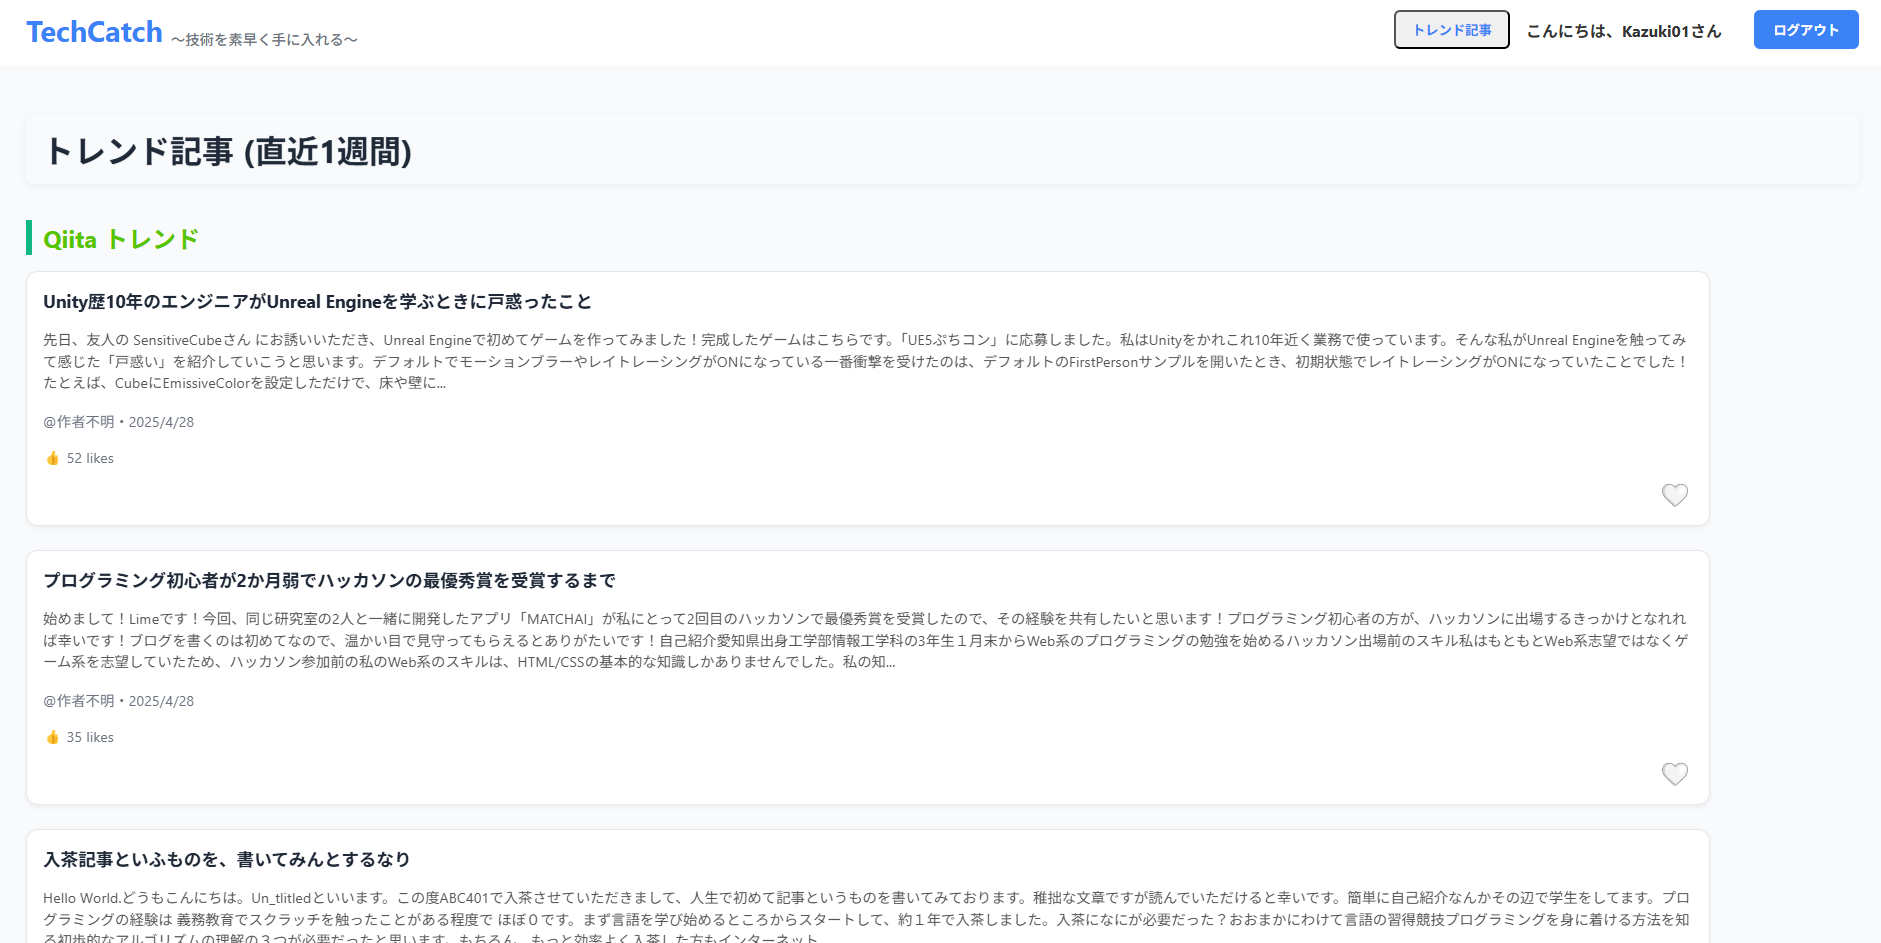 TechCatch ～技術を素早く手に入れる～
トレンド記事
こんにちは、Kazuki01さん
ログアウト
トレンド記事 (直近1週間)
Qiita トレンド
Unity歴10年のエンジニアがUnreal Engineを学ぶときに戸惑ったこと
先日、友人の SensitiveCubeさん にお誘いいただき、Unreal Engineで初めてゲームを作ってみました！完成したゲームはこちらです。「UE5ぷちコン」に応募しました。私はUnityをかれこれ10年近く業務で使っています。そんな私がUnreal Engineを触ってみ
て感じた「戸惑い」を紹介していこうと思います。デフォルトでモーションブラーやレイトレーシングがONになっている一番衝撃を受けたのは、デフォルトのFirstPersonサンプルを開いたとき、初期状態でレイトレーシングがONになっていたことでした！
たとえば、CubeにEmissiveColorを設定しただけで、床や壁に...
@作者不明・2025/4/28
👍 52 likes
プログラミング初心者が2か月弱でハッカソンの最優秀賞を受賞するまで
始めまして！Limeです！今回、同じ研究室の2人と一緒に開発したアプリ「MATCHAI」が私にとって2回目のハッカソンで最優秀賞を受賞したので、その経験を共有したいと思います！プログラミング初心者の方が、ハッカソンに出場するきっかけとなれれ
ば幸いです！ブログを書くのは初めてなので、温かい目で見守ってもらえるとありがたいです！自己紹介愛知県出身工学部情報工学科の3年生１月末からWeb系のプログラミングの勉強を始めるハッカソン出場前のスキル私はもともとWeb系志望ではなくゲ
ーム系を志望していたため、ハッカソン参加前の私のWeb系のスキルは、HTML/CSSの基本的な知識しかありませんでした。私の知...
@作者不明・2025/4/28
👍 35 likes
入茶記事といふものを、書いてみんとするなり
Hello World.どうもこんにちは。Un_tlitledといいます。この度ABC401で入茶させていただきまして、人生で初めて記事というものを書いてみております。稚拙な文章ですが読んでいただけると幸いです。簡単に自己紹介なんかその辺で学生をしてます。プロ
グラミングの経験は 義務教育でスクラッチを触ったことがある程度で ほぼ０です。まず言語を学び始めるところからスタートして、約１年で入茶しました。入茶になにが必要だった？おおまかにわけて言語の習得競技プログラミングを身に着ける方法を知
る初歩的なアルゴリズムの理解の３つが必要だったと思います。もちろん、もっと効率よく入茶した方もインターネット